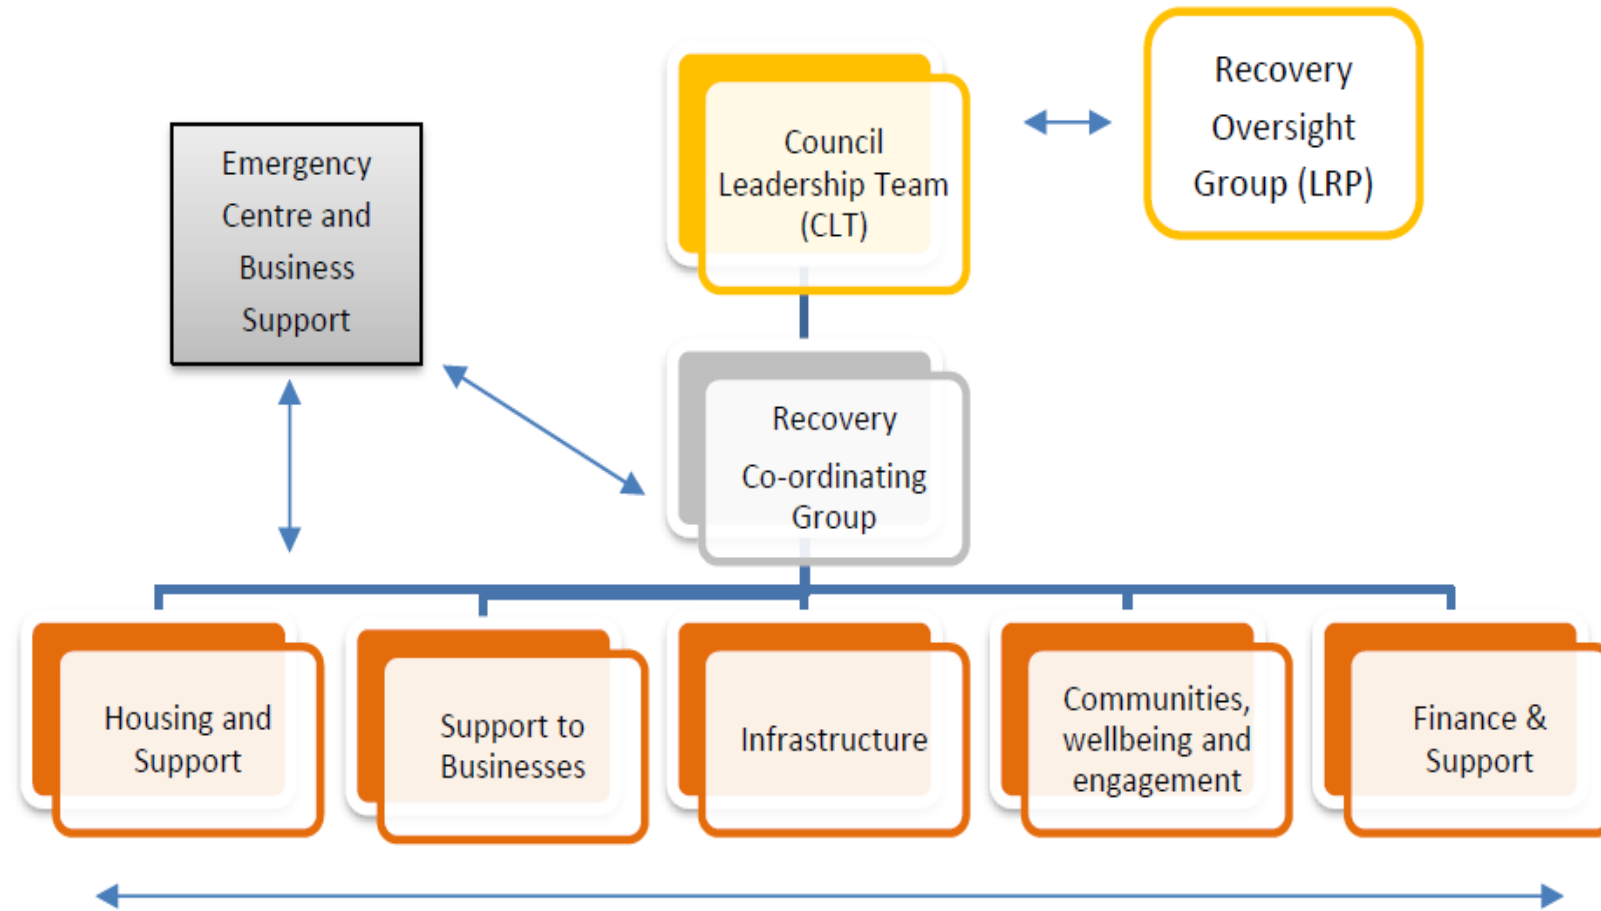 Recovery
Oversight
Group (LRP)
Council
Leadership Team
(CLT)
Emergency
Centre and
Business
Support
Recovery
Co-ordinating
Group
Housing and
Support
Support to
Businesses
Infrastructure
Communities,
wellbeing and
engagement
Finance &
Support